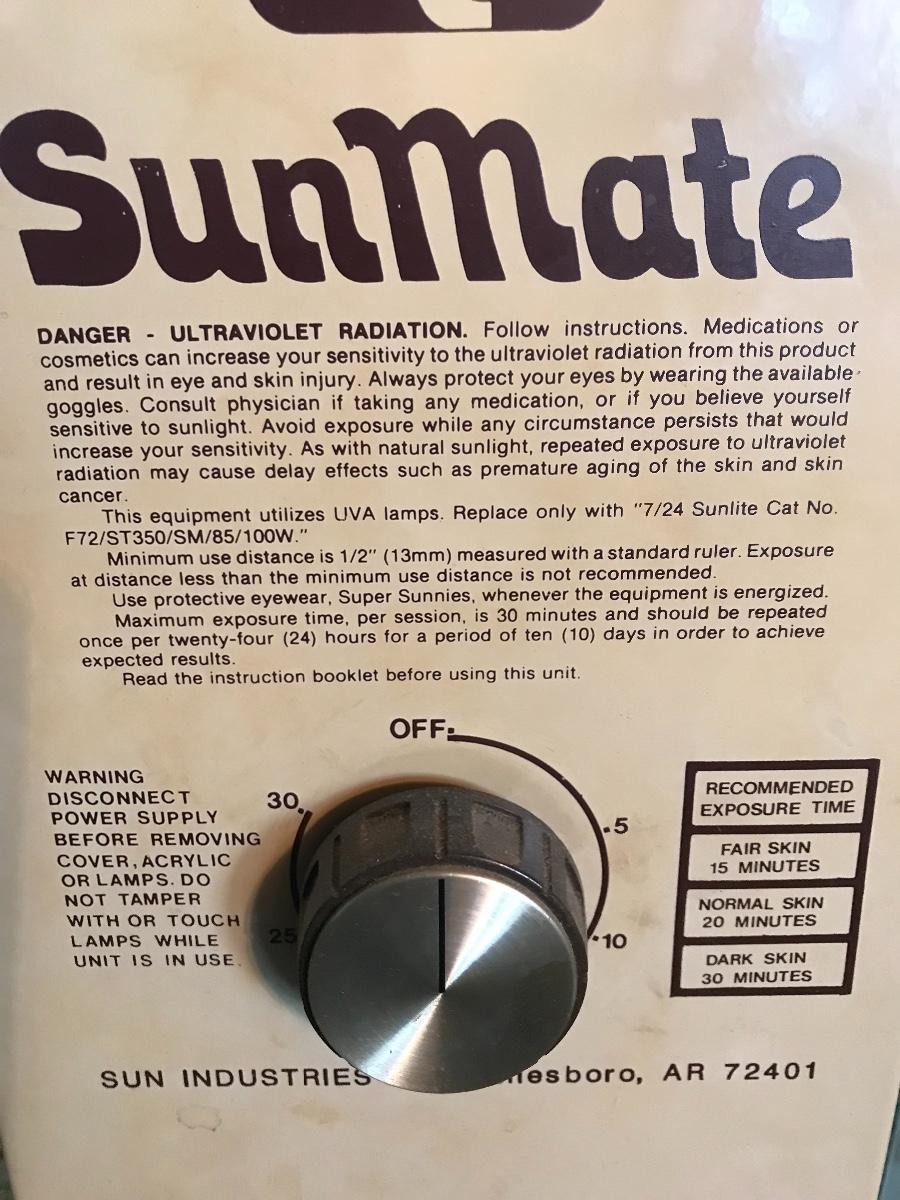 SunMate
DANGER - ULTRAVIOLET RADIATION. Follow instructions. Medications or
cosmetics can increase your sensitivity to the ultraviolet radiation from this product
and result in eye and skin injury. Always protect your eyes by wearing the available
goggles. Consult physician if taking any medication, or if you believe yourself
sensitive to sunlight. Avoid exposure while any circumstance persists that would
increase your sensitivity. As with natural sunlight, repeated exposure to ultraviolet
radiation may cause delay effects such as premature aging of the skin and skin
cancer.
This equipment utilizes UVA lamps. Replace only with "7/24 Sunlite Cat No.
F72/ST350/SM/85/100W."
Minimum use distance is 1/2" (13mm) measured with a standard ruler. Exposure
at distance less than the minimum use distance is not recommended.
Use protective eyewear, Super Sunnies, whenever the equipment is energized.
Maximum exposure time, per session, is 30 minutes and should be repeated
once per twenty-four (24) hours for a period of ten (10) days in order to achieve
expected results.
Read the instruction booklet before using this unit.
OFF
30
5
25
10
WARNING
DISCONNECT
POWER SUPPLY
BEFORE REMOVING
COVER, ACRYLIC
OR LAMPS. DO
NOT TAMPER
WITH OR TOUCH
LAMPS WHILE
UNIT IS IN USE.
RECOMMENDED
EXPOSURE TIME
FAIR SKIN
15 MINUTES
NORMAL SKIN
20 MINUTES
DARK SKIN
30 MINUTES
SUN INDUSTRIES nesboro, AR 72401